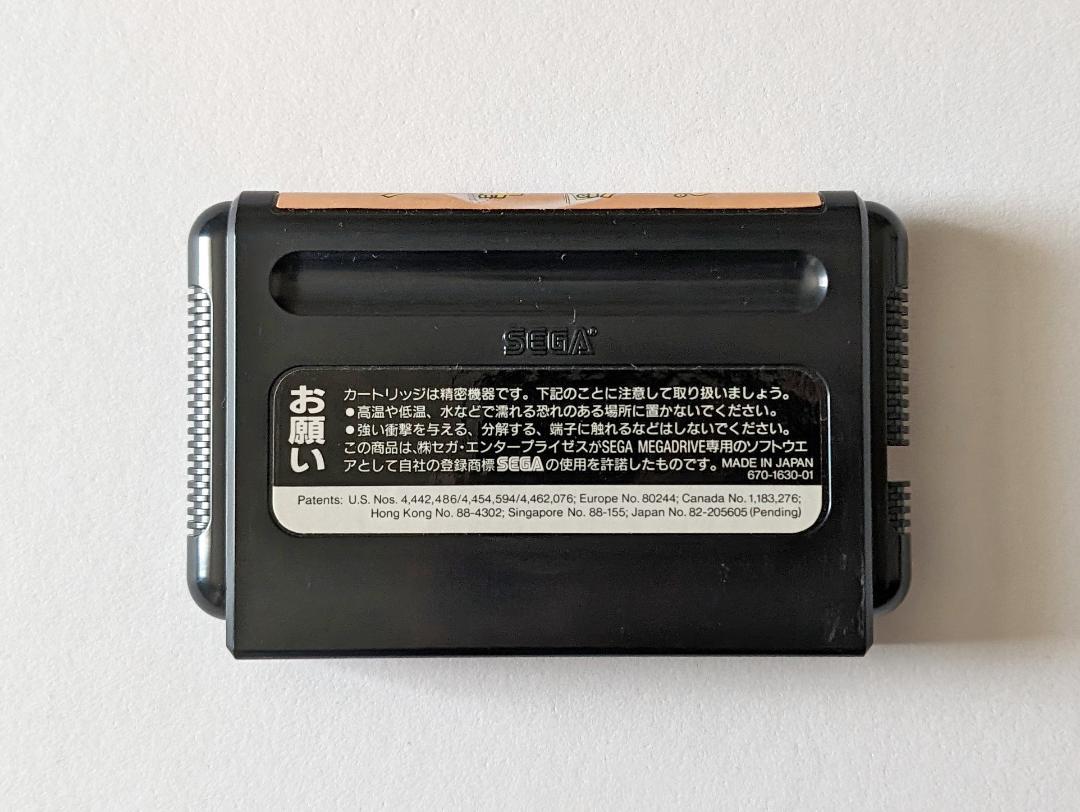 SEGA®
お願い
カートリッジは精密機器です。下記のことに注意して取り扱いましょう。
●高温や低温、水などで濡れる恐れのある場所に置かないでください。
●強い衝撃を与える、分解する、端子に触れるなどはしないでください。
この商品は、㈱セガ・エンタープライゼスがSEGA MEGADRIVE専用のソフトウエ
アとして自社の登録商標SEGAの使用を許諾したものです。MADE IN JAPAN
670-1630-01
Patents: U.S. Nos. 4,442,486/4,454,594/4,462,076; Europe No. 80244; Canada No. 1,183,276;
Hong Kong No. 88-4302; Singapore No. 88-155; Japan No. 82-205605 (Pending)